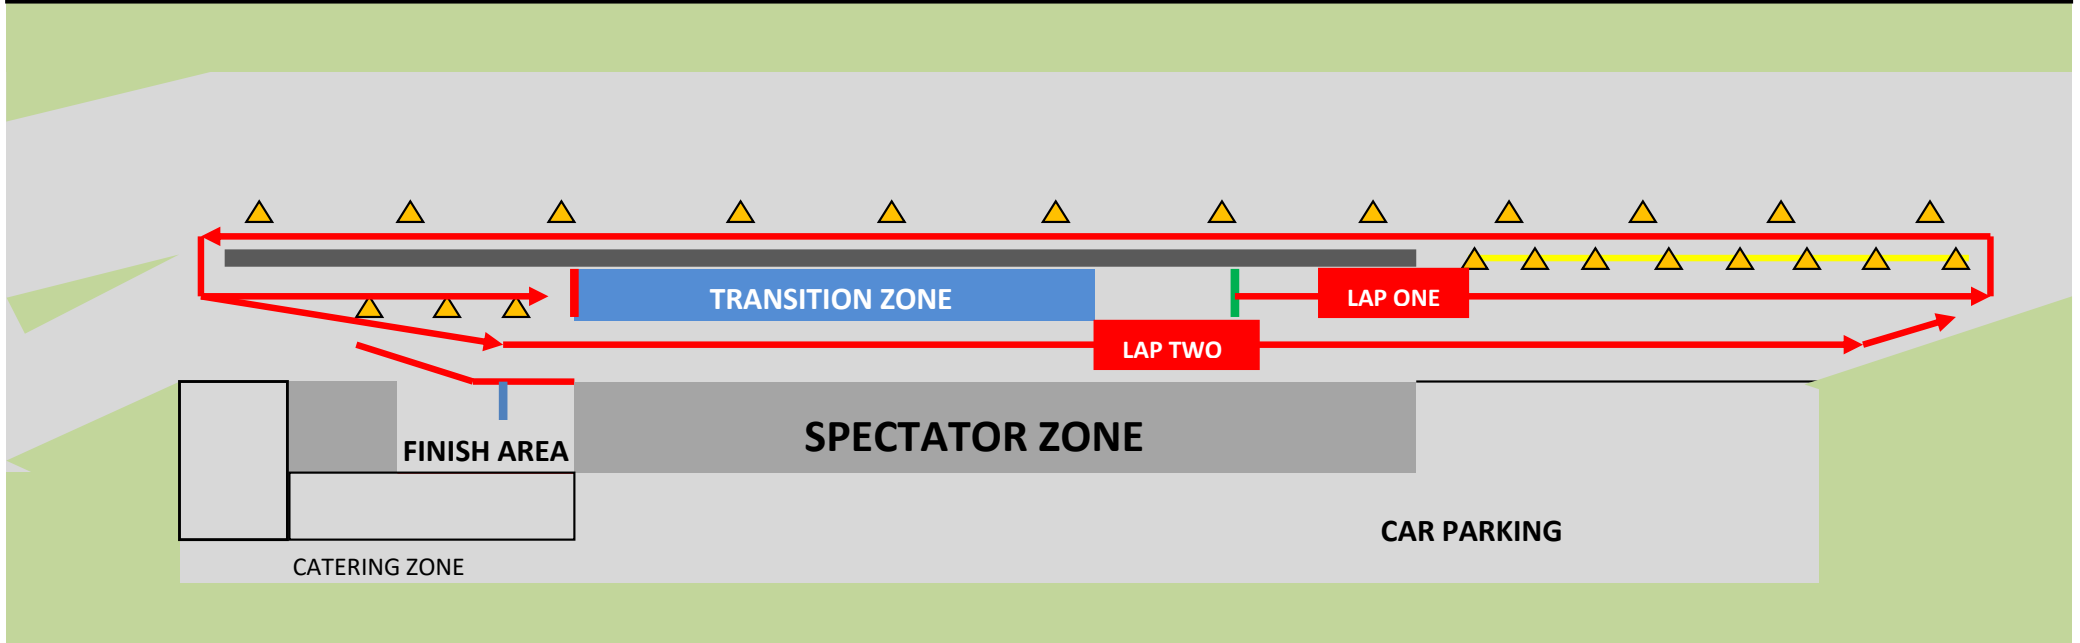 TRANSITION ZONE
LAP ONE
LAP TWO
SPECTATOR ZONE
FINISH AREA
CAR PARKING
CATERING ZONE